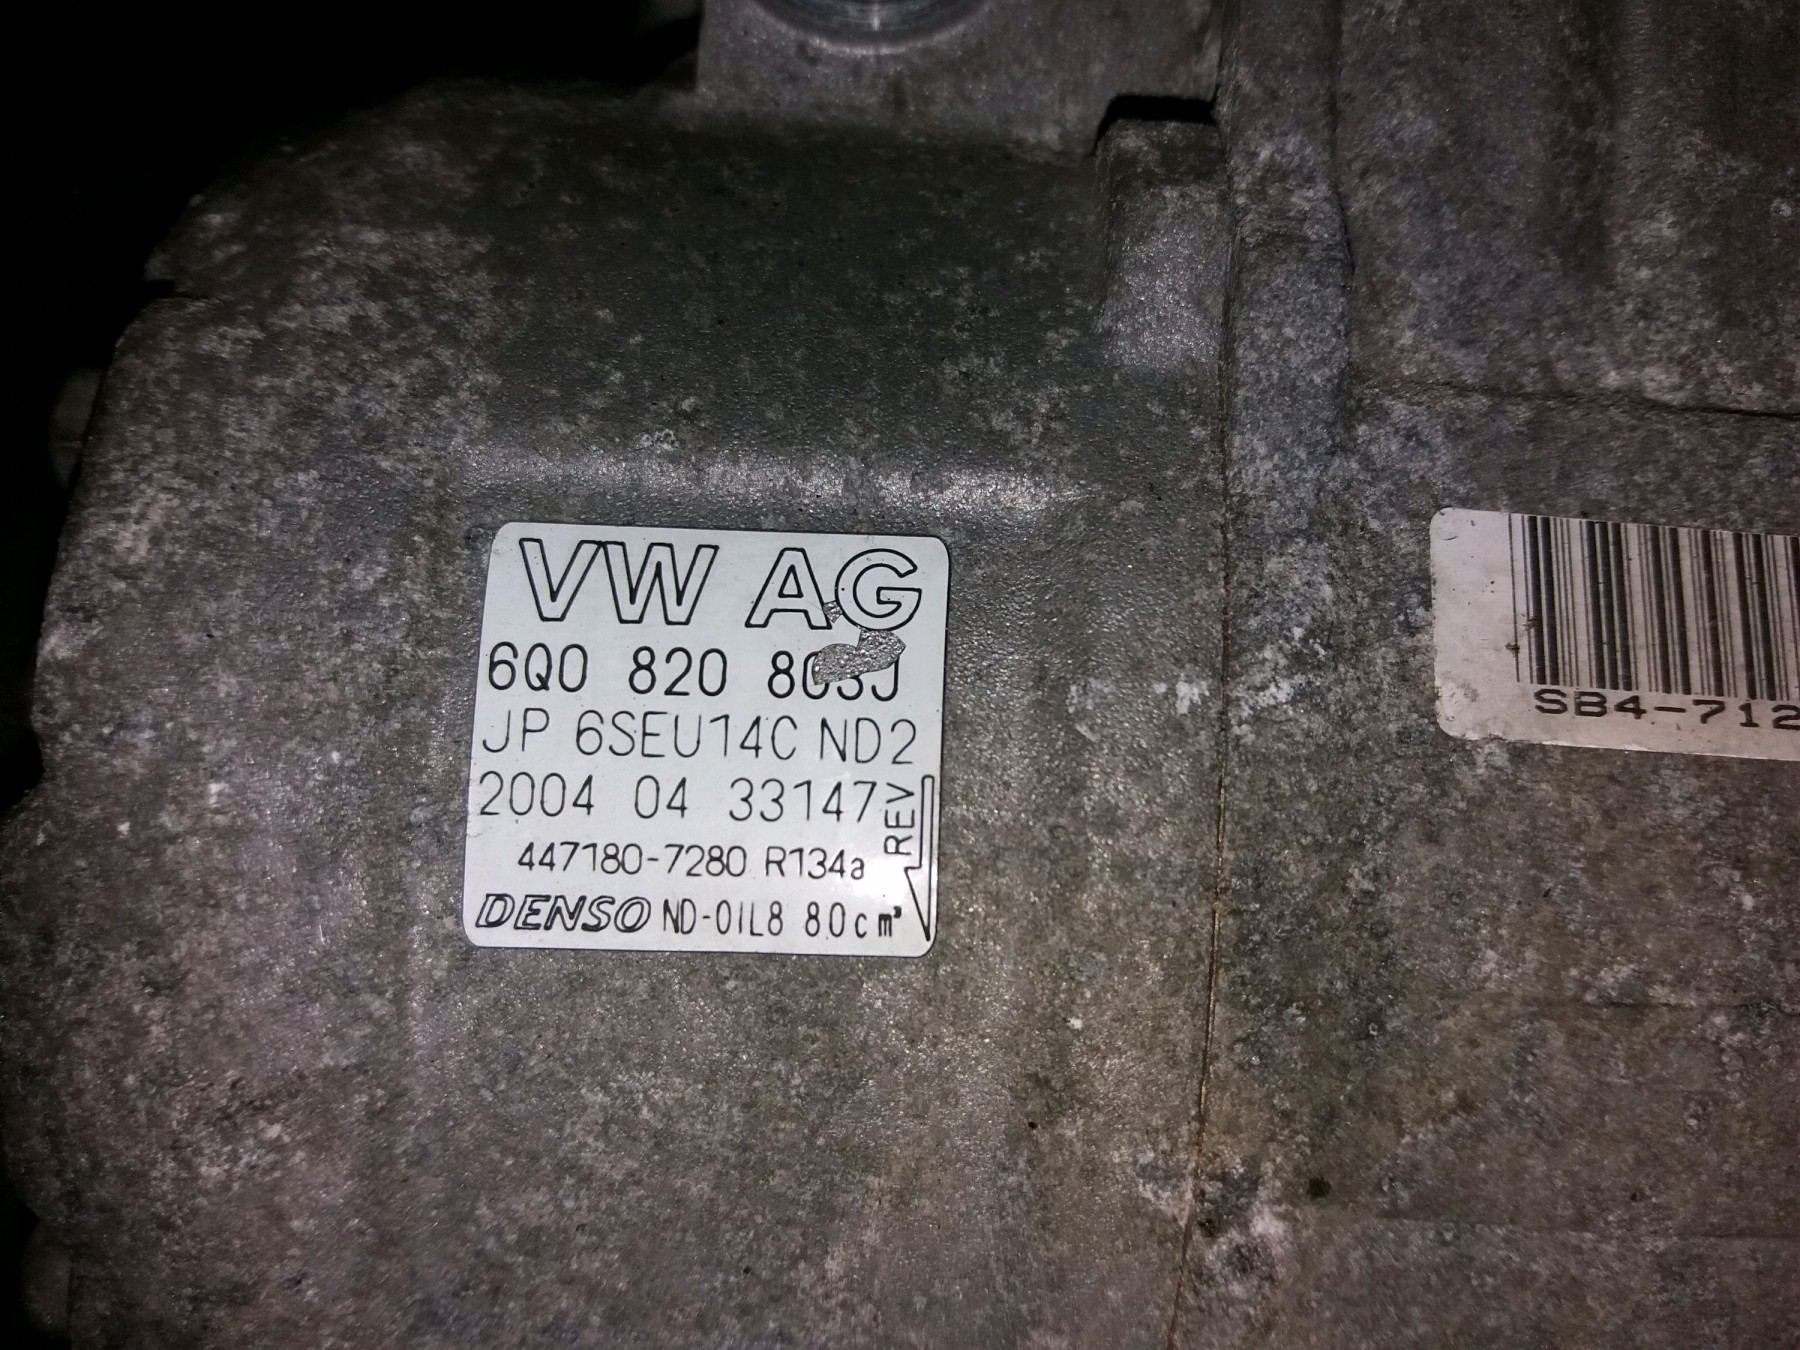 VW AG
6Q0 820 803J
JP 6SEU14C ND2
2004 04 33147
REV
447180-7280 R134a
DENSO ND-OIL8 80cm³
SB4-712